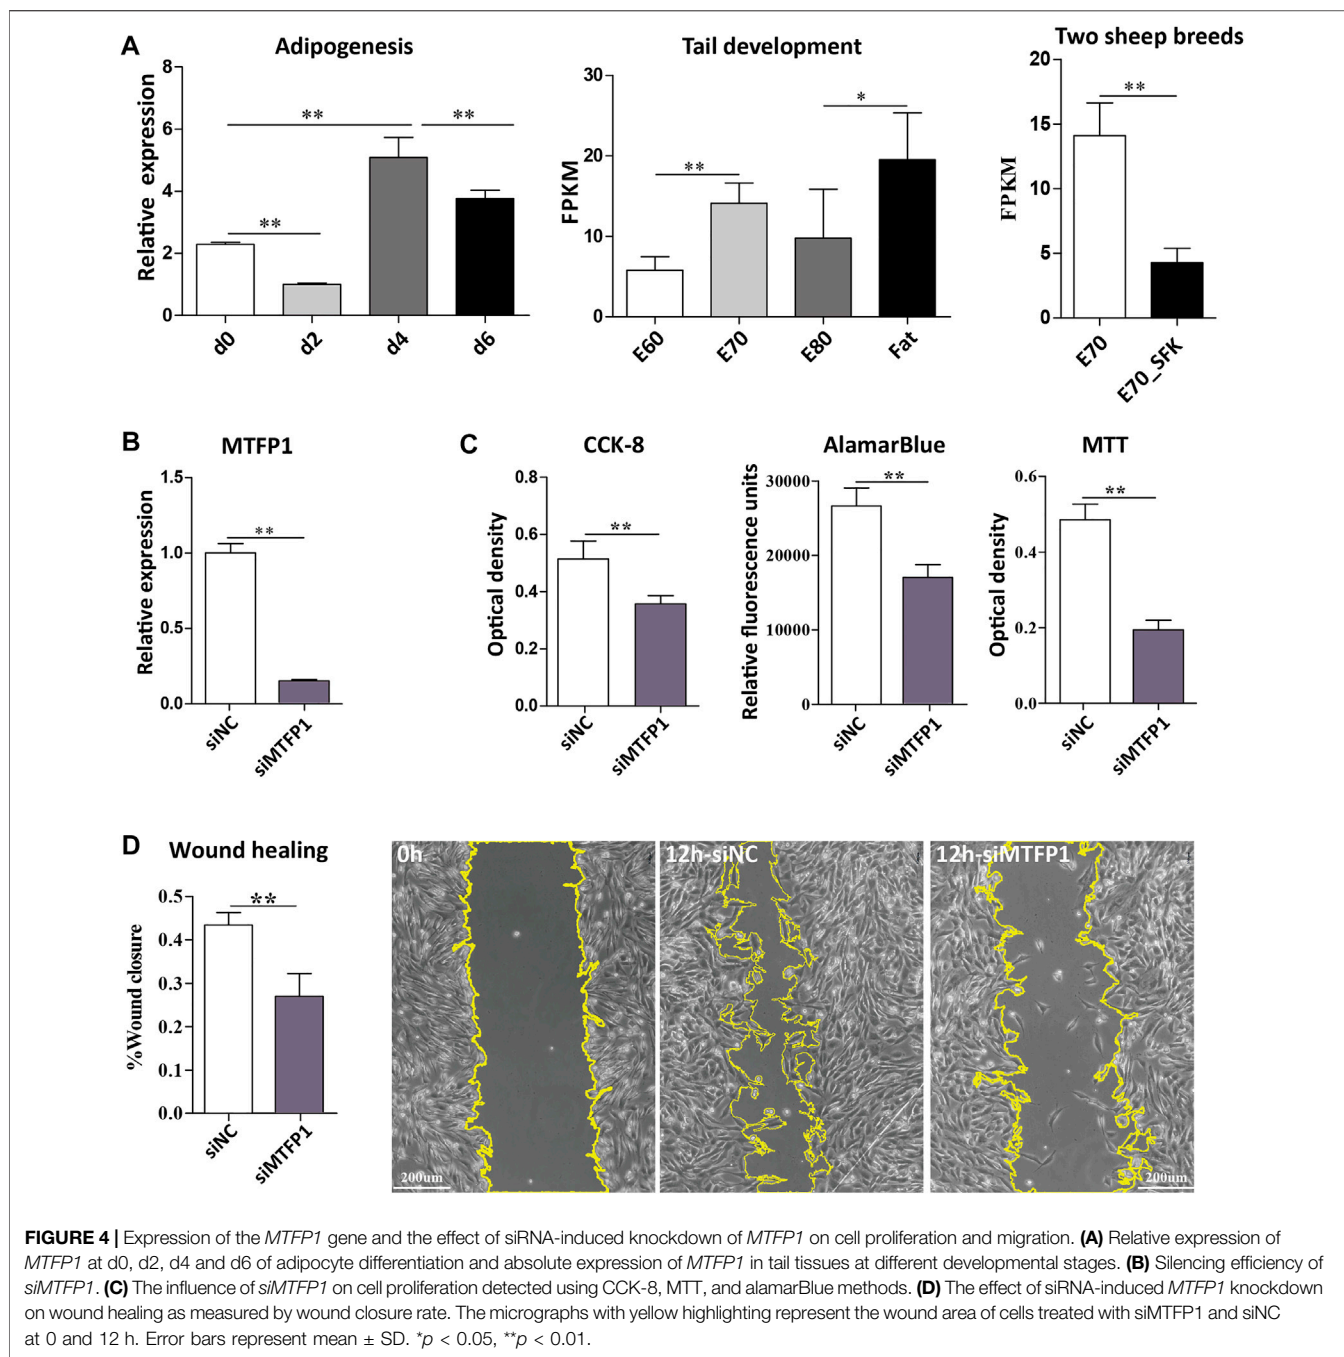 A
Adipogenesis
Relative expression
8
6
4
2
0
**
**
**
d0
d2
d4
d6
Tail development
FPKM
30
20
10
0
**
*
E60
E70
E80
Fat
Two sheep breeds
FPKM
20
15
10
5
0
**
E70
E70_SFK
B
MTFP1
Relative expression
1.5
1.0
0.5
0.0
**
siNC
siMTFP1
C
CCK-8
Optical density
0.8
0.6
0.4
0.2
0.0
**
siNC
siMTFP1
AlamarBlue
Relative fluorescence units
30000
20000
10000
0
**
siNC
siMTFP1
MTT
Optical density
0.6
0.4
0.2
0.0
**
siNC
siMTFP1
D
Wound healing
%Wound closure
0.5
0.4
0.3
0.2
0.1
0.0
**
siNC
siMTFP1
0h
200um
12h-siNC
12h-siMTFP1
200um
FIGURE 4 | Expression of the MTFP1 gene and the effect of siRNA-induced knockdown of MTFP1 on cell proliferation and migration. (A) Relative expression of
MTFP1 at d0, d2, d4 and d6 of adipocyte differentiation and absolute expression of MTFP1 in tail tissues at different developmental stages. (B) Silencing efficiency of
siMTFP1. (C) The influence of siMTFP1 on cell proliferation detected using CCK-8, MTT, and alamarBlue methods. (D) The effect of siRNA-induced MTFP1 knockdown
on wound healing as measured by wound closure rate. The micrographs with yellow highlighting represent the wound area of cells treated with siMTFP1 and siNC
at 0 and 12 h. Error bars represent mean ± SD. *p < 0.05, **p < 0.01.